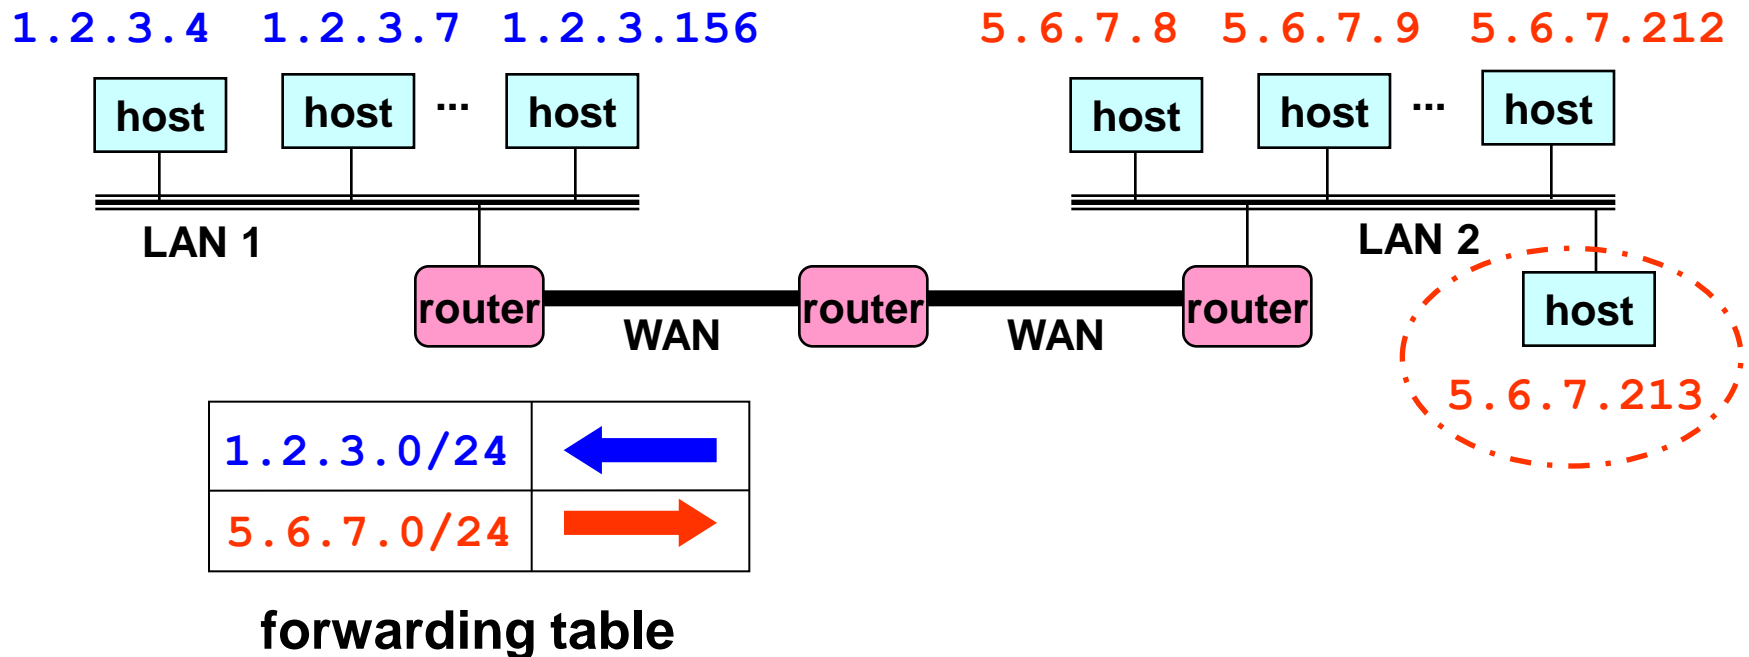 1.2.3.4 1.2.3.7 1.2.3.156 5.6.7.8 5.6.7.9 5.6.7.212
host host ... host host host ... host
LAN 1 LAN 2
router WAN router WAN router host
5.6.7.213
1.2.3.0/24
5.6.7.0/24
forwarding table